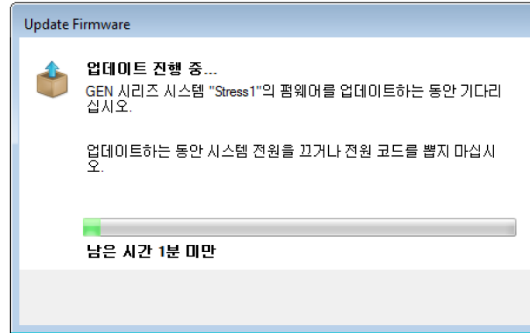 Update Firmware
업데이트 진행 중...
GEN 시리즈 시스템 "Stress1"의 펌웨어를 업데이트하는 동안 기다리
십시오.
업데이트하는 동안 시스템 전원을 끄거나 전원 코드를 뽑지 마십시
오.
남은 시간 1분 미만